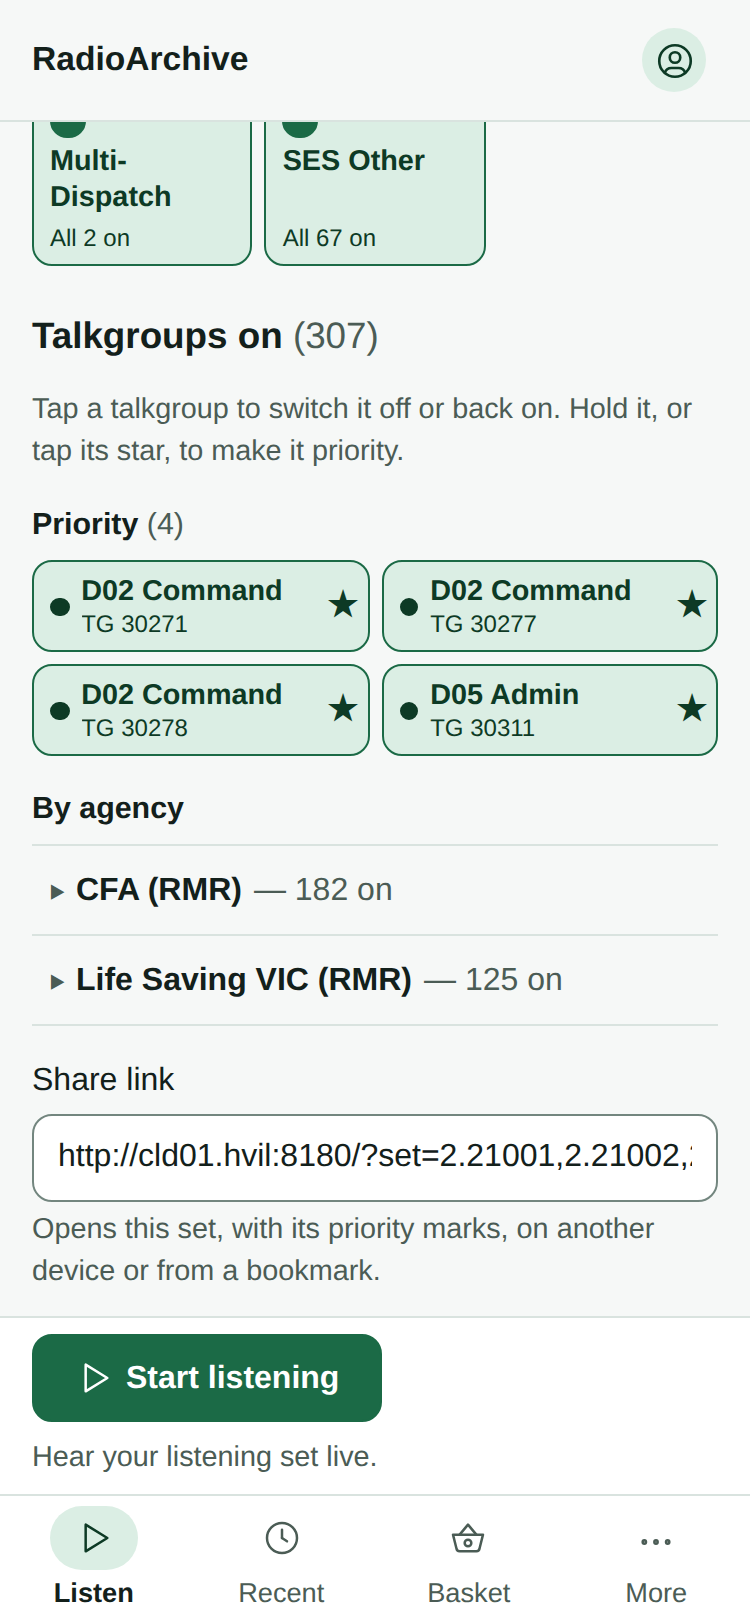 RadioArchive
Multi-
Dispatch
All 2 on
SES Other
All 67 on
Talkgroups on (307)
Tap a talkgroup to switch it off or back on. Hold it, or
tap its star, to make it priority.
Priority (4)
D02 Command
TG 30271
★
D02 Command
TG 30277
★
D02 Command
TG 30278
★
D05 Admin
TG 30311
★
By agency
▸ CFA (RMR) — 182 on
▸ Life Saving VIC (RMR) — 125 on
Share link
http://cld01.hvil:8180/?set=2.21001,2.21002,
Opens this set, with its priority marks, on another
device or from a bookmark.
Start listening
Hear your listening set live.
Listen
Recent
Basket
More